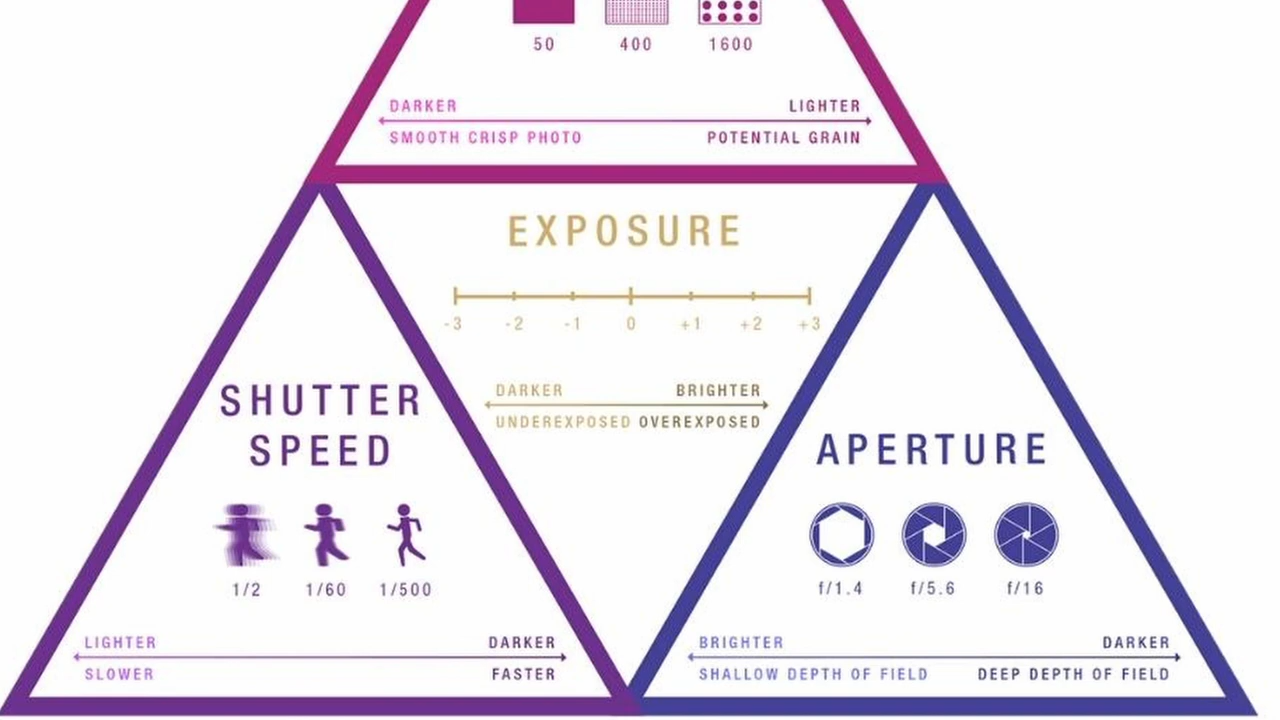 50 400 1600
DARKER LIGHTER
SMOOTH CRISP PHOTO POTENTIAL GRAIN
EXPOSURE
-3 -2 -1 0 +1 +2 +3
DARKER BRIGHTER
UNDEREXPOSED OVEREXPOSED
SHUTTER
SPEED
1/2 1/60 1/500
LIGHTER DARKER
SLOWER FASTER
APERTURE
f/1.4 f/5.6 f/16
BRIGHTER DARKER
SHALLOW DEPTH OF FIELD DEEP DEPTH OF FIELD